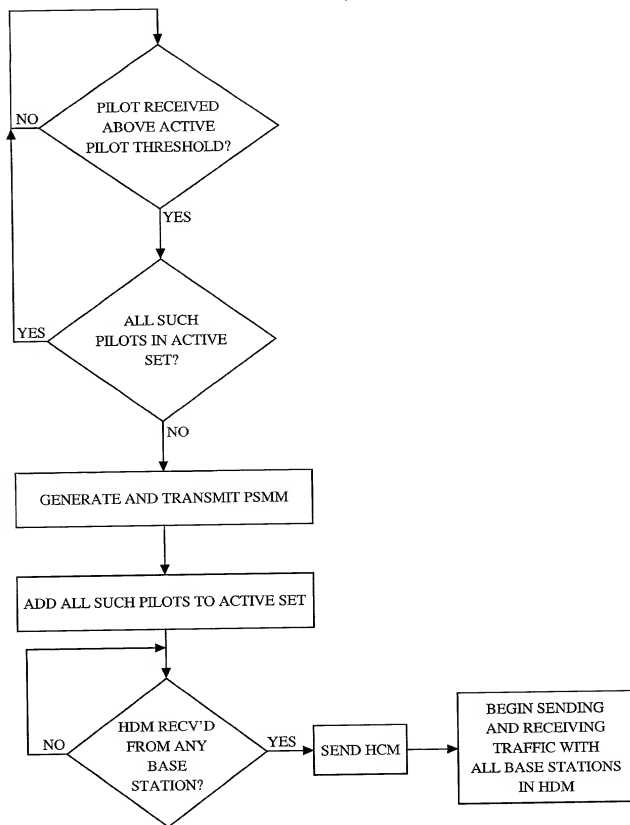 PILOT RECEIVED
ABOVE ACTIVE
PILOT THRESHOLD?
NO
YES
ALL SUCH
PILOTS IN ACTIVE
SET?
YES
NO
GENERATE AND TRANSMIT PSMM
ADD ALL SUCH PILOTS TO ACTIVE SET
HDM RECV'D
FROM ANY
BASE
STATION?
NO
YES
SEND HCM
BEGIN SENDING
AND RECEIVING
TRAFFIC WITH
ALL BASE STATIONS
IN HDM